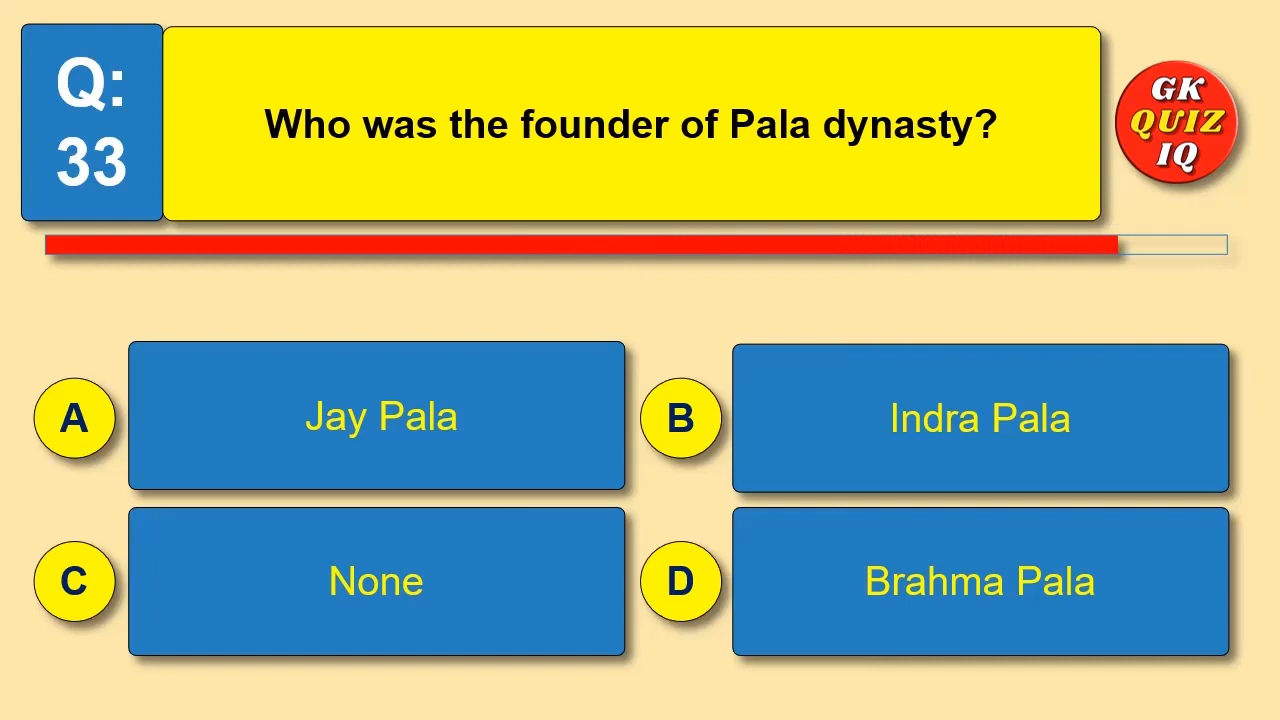 Q:
33
Who was the founder of Pala dynasty?
GK
QUIZ
IQ
A
Jay Pala
B
Indra Pala
C
None
D
Brahma Pala